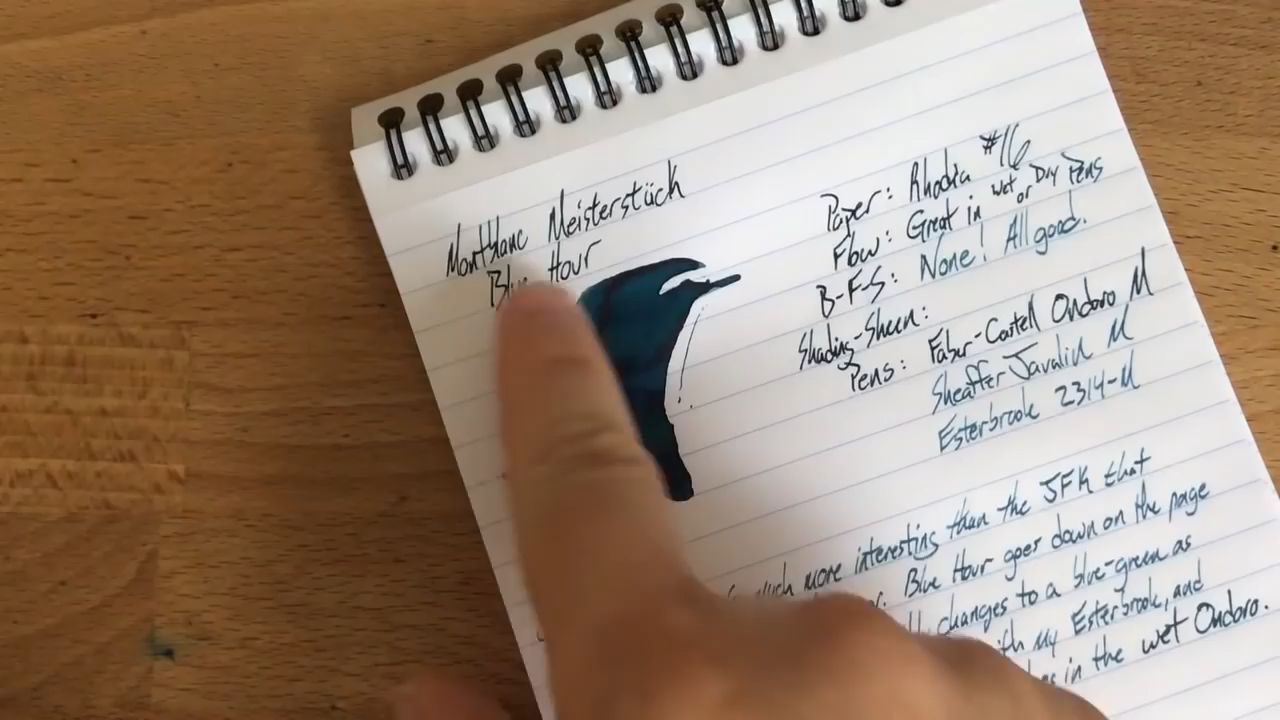 Montblanc Meisterstück
Blue Hour
Paper: Rhodia #16
Flow: Great in wet or Dry Pens
B-F-S: None! All good.
Shading-Sheen:
Pens: Faber-Castell Ondoro M
Sheaffer Javalin M
Esterbrook 2314-M
much more interesting than the JFK that
Blue Hour goes down on the page
changes to a blue-green as
my Esterbrook, and
in the wet Ondoro.